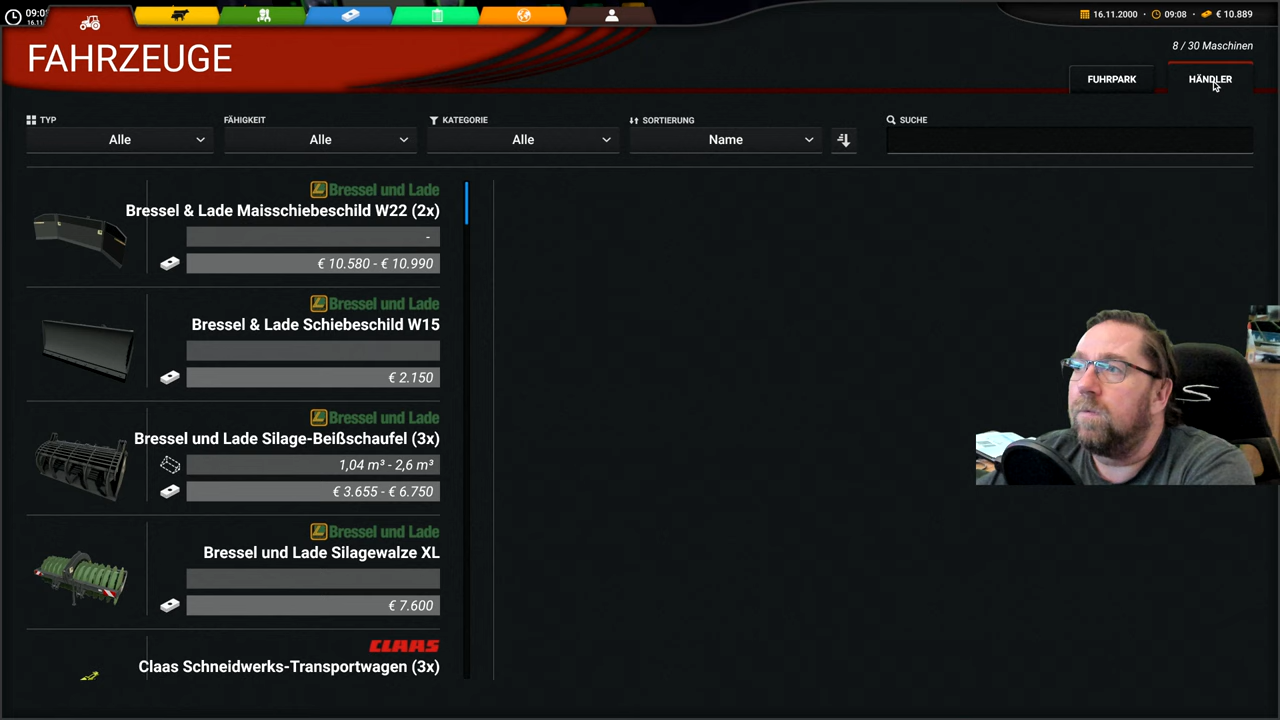 16.11.2000 • 09:08 • € 10.889
FAHRZEUGE
8 / 30 Maschinen
FUHRPARK
HÄNDLER
TYP
FÄHIGKEIT
KATEGORIE
SORTIERUNG
SUCHE
Alle
Alle
Alle
Name
Bressel und Lade
Bressel & Lade Maisschiebeschild W22 (2x)
-
€ 10.580 - € 10.990
Bressel und Lade
Bressel & Lade Schiebeschild W15
€ 2.150
Bressel und Lade
Bressel und Lade Silage-Beißschaufel (3x)
1,04 m³ - 2,6 m³
€ 3.655 - € 6.750
Bressel und Lade
Bressel und Lade Silagewalze XL
€ 7.600
CLAAS
Claas Schneidwerks-Transportwagen (3x)